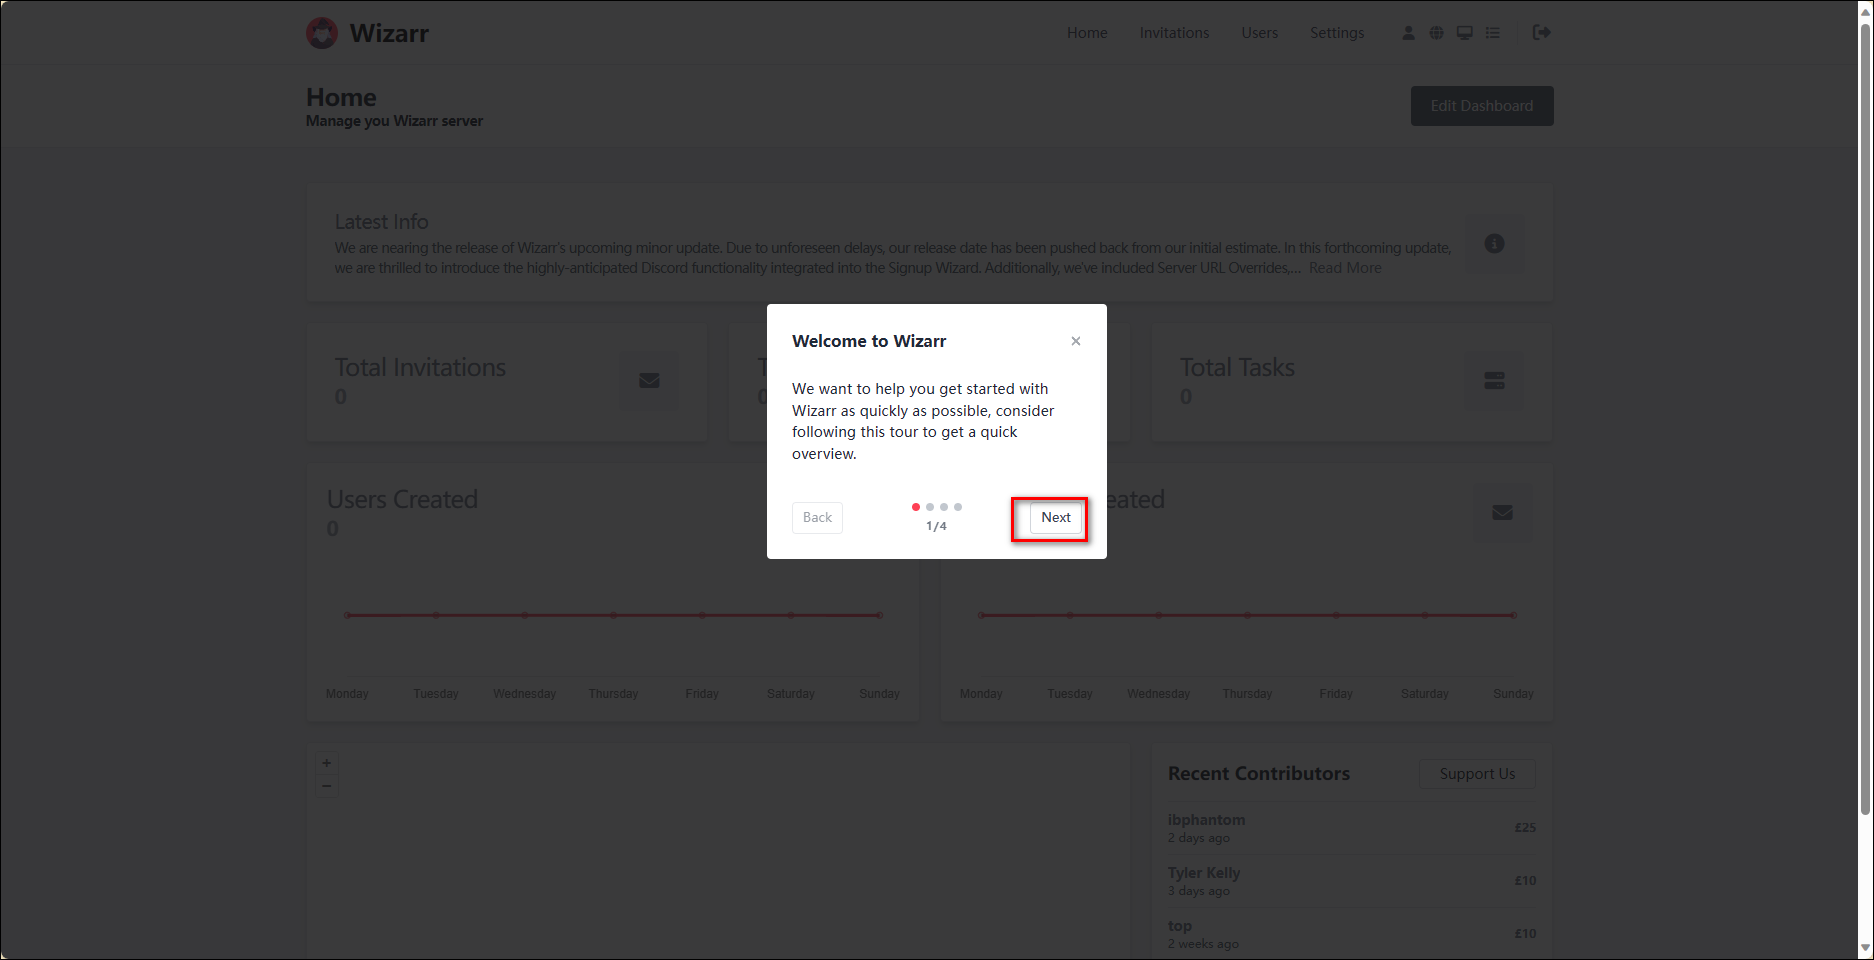 Wizarr
Home
Invitations
Users
Settings
Home
Manage you Wizarr server
Edit Dashboard
Latest Info
We are nearing the release of Wizarr's upcoming minor update. Due to unforeseen delays, our release date has been pushed back from our initial estimate. In this forthcoming update,
we are thrilled to introduce the highly-anticipated Discord functionality integrated into the Signup Wizard. Additionally, we've included Server URL Overrides,... Read More
Total Invitations
0
Total Tasks
0
Welcome to Wizarr
×
We want to help you get started with
Wizarr as quickly as possible, consider
following this tour to get a quick
overview.
Back
1/4
Next
Users Created
0
Monday Tuesday Wednesday Thursday Friday Saturday Sunday
Monday Tuesday Wednesday Thursday Friday Saturday Sunday
+
−
Recent Contributors
Support Us
ibphantom
2 days ago
£25
Tyler Kelly
3 days ago
£10
top
2 weeks ago
£10